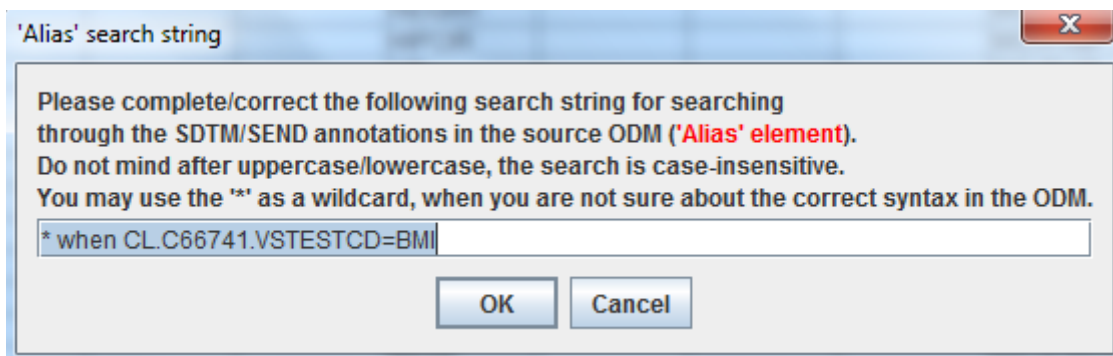 'Alias' search string
X
Please complete/correct the following search string for searching
through the SDTM/SEND annotations in the source ODM ('Alias' element).
Do not mind after uppercase/lowercase, the search is case-insensitive.
You may use the '*' as a wildcard, when you are not sure about the correct syntax in the ODM.
* when CL.C66741.VSTESTCD=BMI
OK Cancel